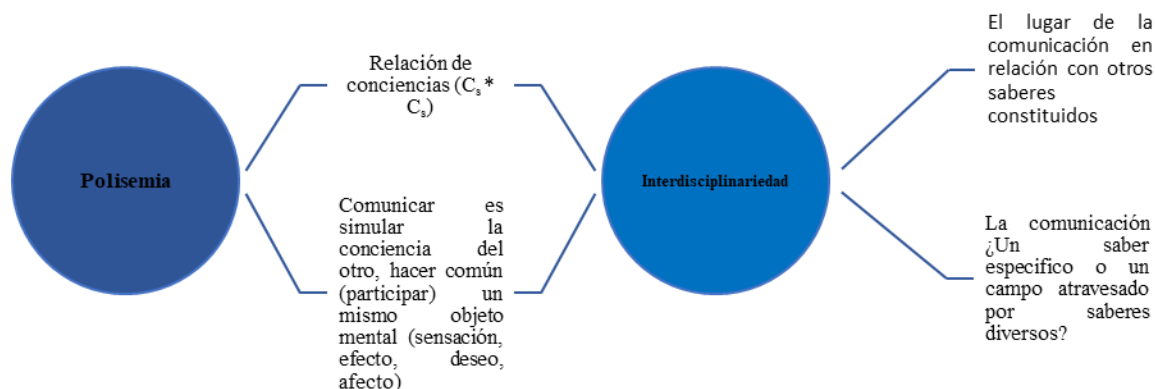 Polisemia
Relación de
conciencias (Cₛ *
Cₛ)
Comunicar es
simular la
conciencia del
otro, hacer común
(participar) un
mismo objeto
mental (sensación,
efecto, deseo,
afecto)
Interdisciplinariedad
El lugar de la
comunicación en
relación con otros
saberes
constituidos
La comunicación
¿Un saber
especifico o un
campo atravesado
por saberes
diversos?